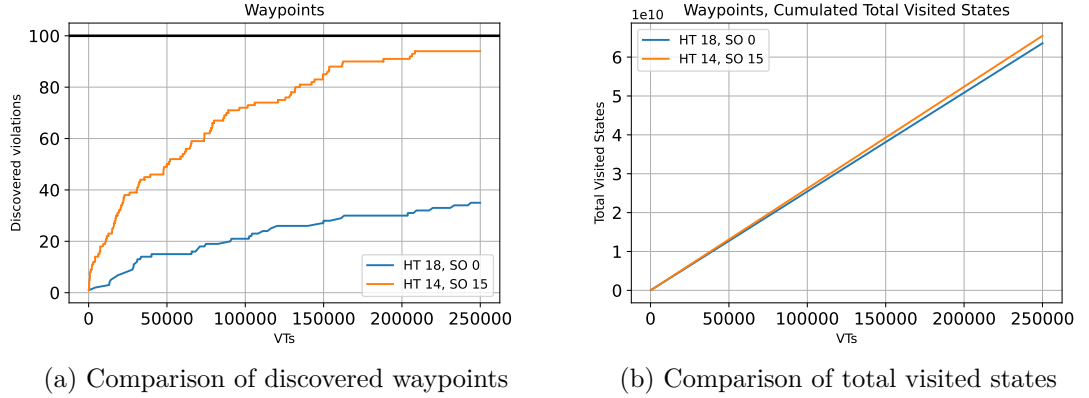 Waypoints
100
80
60
40
20
0
Discovered violations
HT 18, SO 0
HT 14, SO 15
0 50000 100000 150000 200000 250000
VTs
(a) Comparison of discovered waypoints
Waypoints, Cumulated Total Visited States
1e10
6
5
4
3
2
1
0
Total Visited States
HT 18, SO 0
HT 14, SO 15
0 50000 100000 150000 200000 250000
VTs
(b) Comparison of total visited states